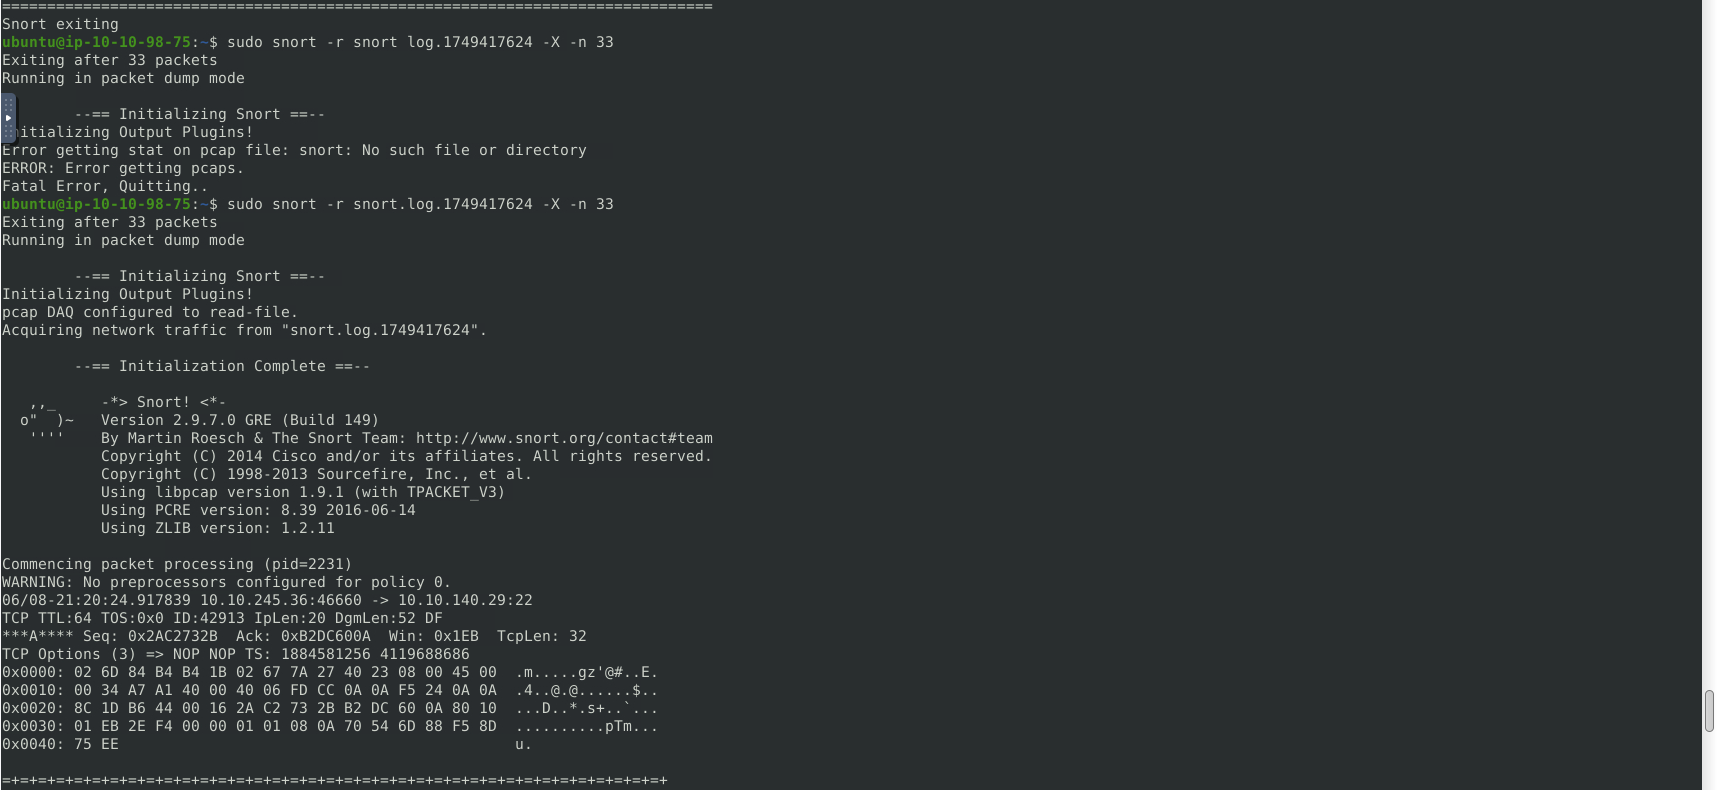 ===============================================================================
Snort exiting
ubuntu@ip-10-10-98-75:~$ sudo snort -r snort log.1749417624 -X -n 33
Exiting after 33 packets
Running in packet dump mode
--== Initializing Snort ==--
itializing Output Plugins!
Error getting stat on pcap file: snort: No such file or directory
ERROR: Error getting pcaps.
Fatal Error, Quitting..
ubuntu@ip-10-10-98-75:~$ sudo snort -r snort.log.1749417624 -X -n 33
Exiting after 33 packets
Running in packet dump mode
--== Initializing Snort ==--
Initializing Output Plugins!
pcap DAQ configured to read-file.
Acquiring network traffic from "snort.log.1749417624".
--== Initialization Complete ==--
,,_     -*> Snort! <*-
o"  )~   Version 2.9.7.0 GRE (Build 149)
''''    By Martin Roesch & The Snort Team: http://www.snort.org/contact#team
Copyright (C) 2014 Cisco and/or its affiliates. All rights reserved.
Copyright (C) 1998-2013 Sourcefire, Inc., et al.
Using libpcap version 1.9.1 (with TPACKET_V3)
Using PCRE version: 8.39 2016-06-14
Using ZLIB version: 1.2.11
Commencing packet processing (pid=2231)
WARNING: No preprocessors configured for policy 0.
06/08-21:20:24.917839 10.10.245.36:46660 -> 10.10.140.29:22
TCP TTL:64 TOS:0x0 ID:42913 IpLen:20 DgmLen:52 DF
***A**** Seq: 0x2AC2732B  Ack: 0xB2DC600A  Win: 0x1EB  TcpLen: 32
TCP Options (3) => NOP NOP TS: 1884581256 4119688686
0x0000: 02 6D 84 B4 B4 1B 02 67 7A 27 40 23 08 00 45 00  .m.....gz'@#..E.
0x0010: 00 34 A7 A1 40 00 40 06 FD CC 0A 0A F5 24 0A 0A  .4..@.@......$..
0x0020: 8C 1D B6 44 00 16 2A C2 73 2B B2 DC 60 0A 80 10  ...D..*.s+..`...
0x0030: 01 EB 2E F4 00 00 01 01 08 0A 70 54 6D 88 F5 8D  ..........pTm...
0x0040: 75 EE                                            u.
=+=+=+=+=+=+=+=+=+=+=+=+=+=+=+=+=+=+=+=+=+=+=+=+=+=+=+=+=+=+=+=+=+=+=+=+=+